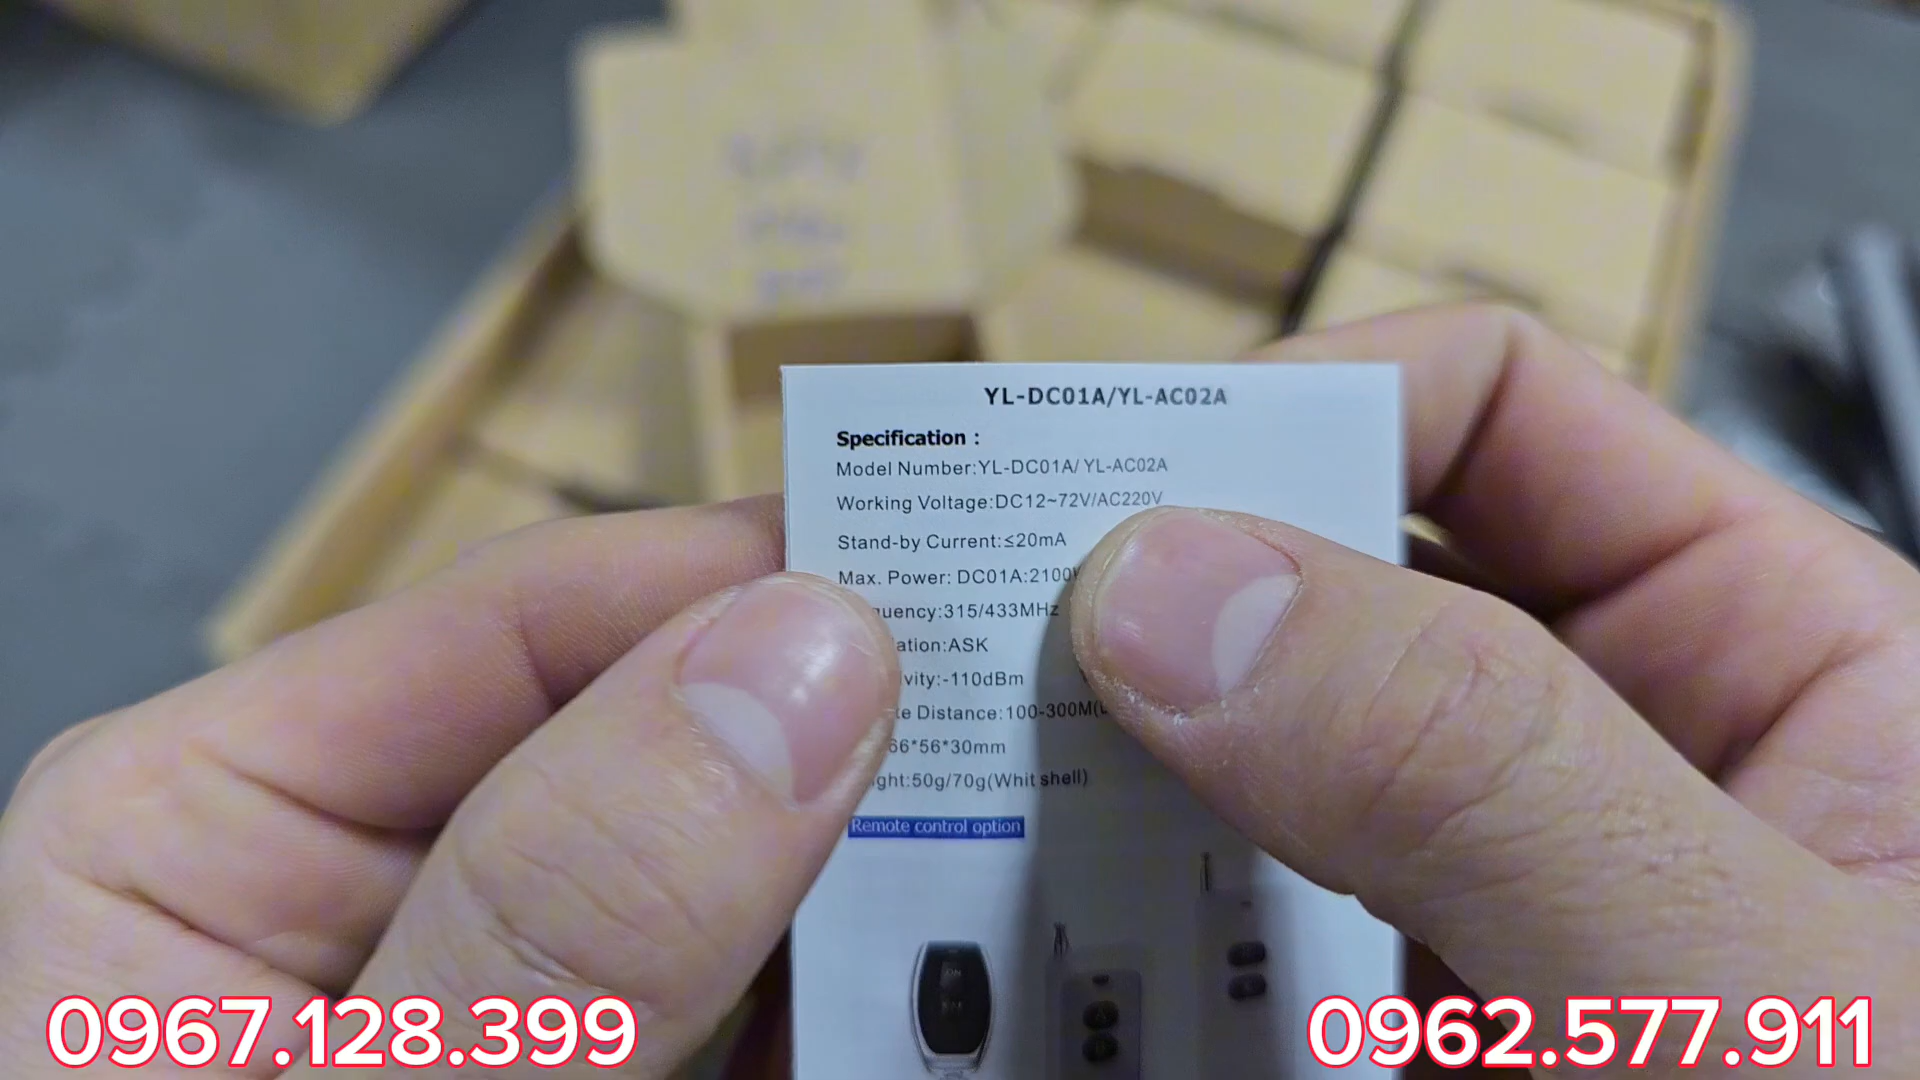 YL-DC01A/YL-AC02A
Specification :
Model Number:YL-DC01A/ YL-AC02A
Working Voltage:DC12~72V/AC220V
Stand-by Current:≤20mA
Max. Power: DC01A:2100
uency:315/433MHz
ation:ASK
ivity:-110dBm
te Distance:100-300M(
66*56*30mm
ght:50g/70g(Whit shell)
Remote control option
ON
0967.128.399
0962.577.911